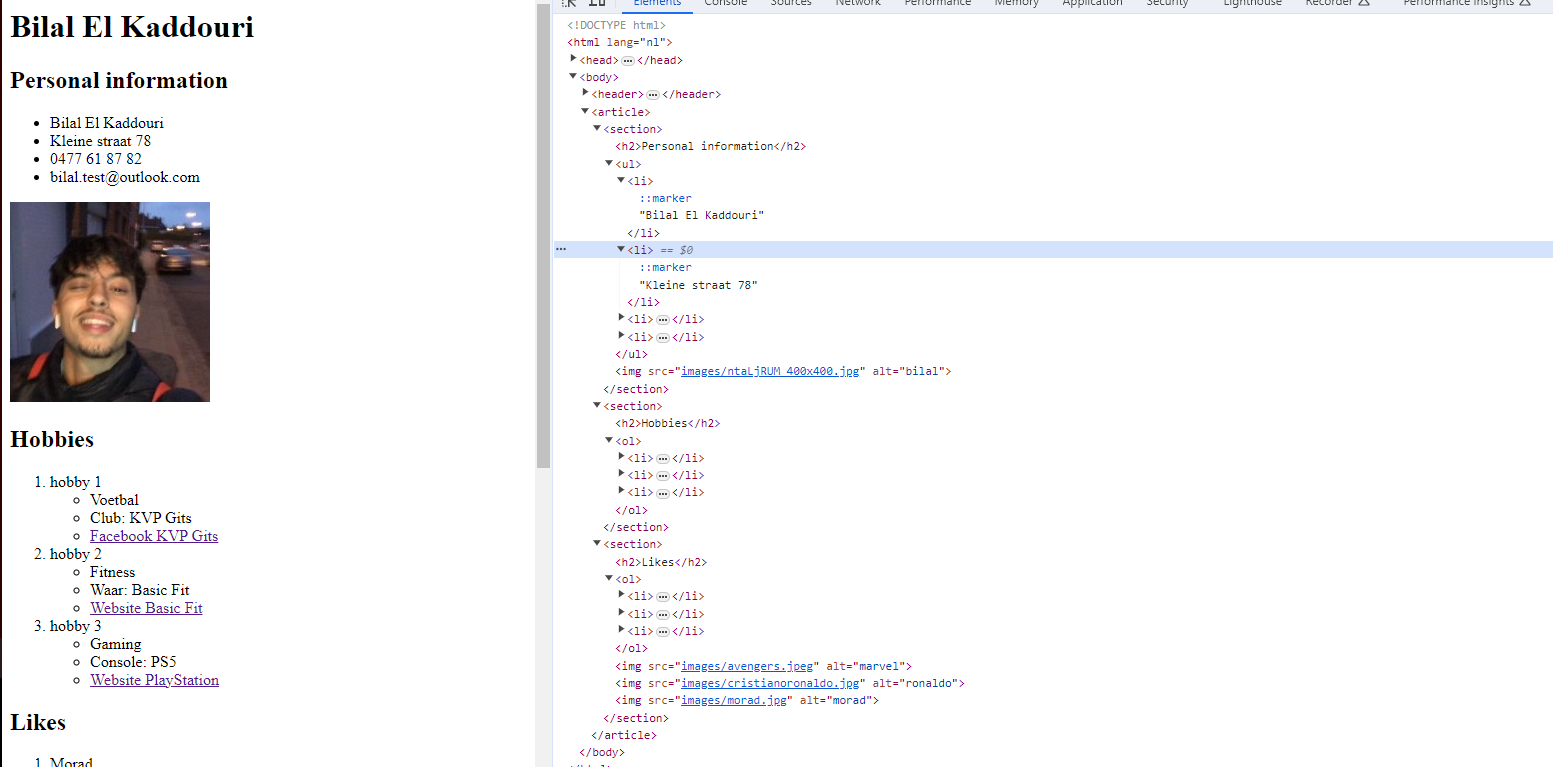 Bilal El Kaddouri
Personal information
Bilal El Kaddouri
Kleine straat 78
0477 61 87 82
bilal.test@outlook.com
Hobbies
1. hobby 1
Voetbal
Club: KVP Gits
Facebook KVP Gits
2. hobby 2
Fitness
Waar: Basic Fit
Website Basic Fit
3. hobby 3
Gaming
Console: PS5
Website PlayStation
Likes
1. Morad
Elements Console Sources Network Performance Memory Application Security Lighthouse Recorder Performance insights
<!DOCTYPE html>
<html lang="nl">
<head> ••• </head>
<body>
<header> ••• </header>
<article>
<section>
<h2>Personal information</h2>
<ul>
<li>
::marker
"Bilal El Kaddouri"
</li>
••• <li> == $0
::marker
"Kleine straat 78"
</li>
<li> ••• </li>
<li> ••• </li>
</ul>
<img src="images/ntaLjRUM_400x400.jpg" alt="bilal">
</section>
<section>
<h2>Hobbies</h2>
<ol>
<li> ••• </li>
<li> ••• </li>
<li> ••• </li>
</ol>
</section>
<section>
<h2>Likes</h2>
<ol>
<li> ••• </li>
<li> ••• </li>
<li> ••• </li>
</ol>
<img src="images/avengers.jpeg" alt="marvel">
<img src="images/cristianoronaldo.jpg" alt="ronaldo">
<img src="images/morad.jpg" alt="morad">
</section>
</article>
</body>